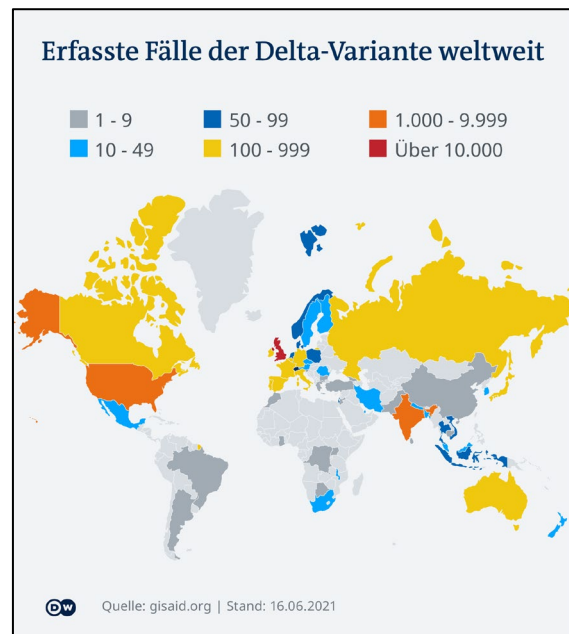 Erfasste Fälle der Delta-Variante weltweit
1 - 9
50 - 99
1.000 - 9.999
10 - 49
100 - 999
Über 10.000
DW
Quelle: gisaid.org | Stand: 16.06.2021